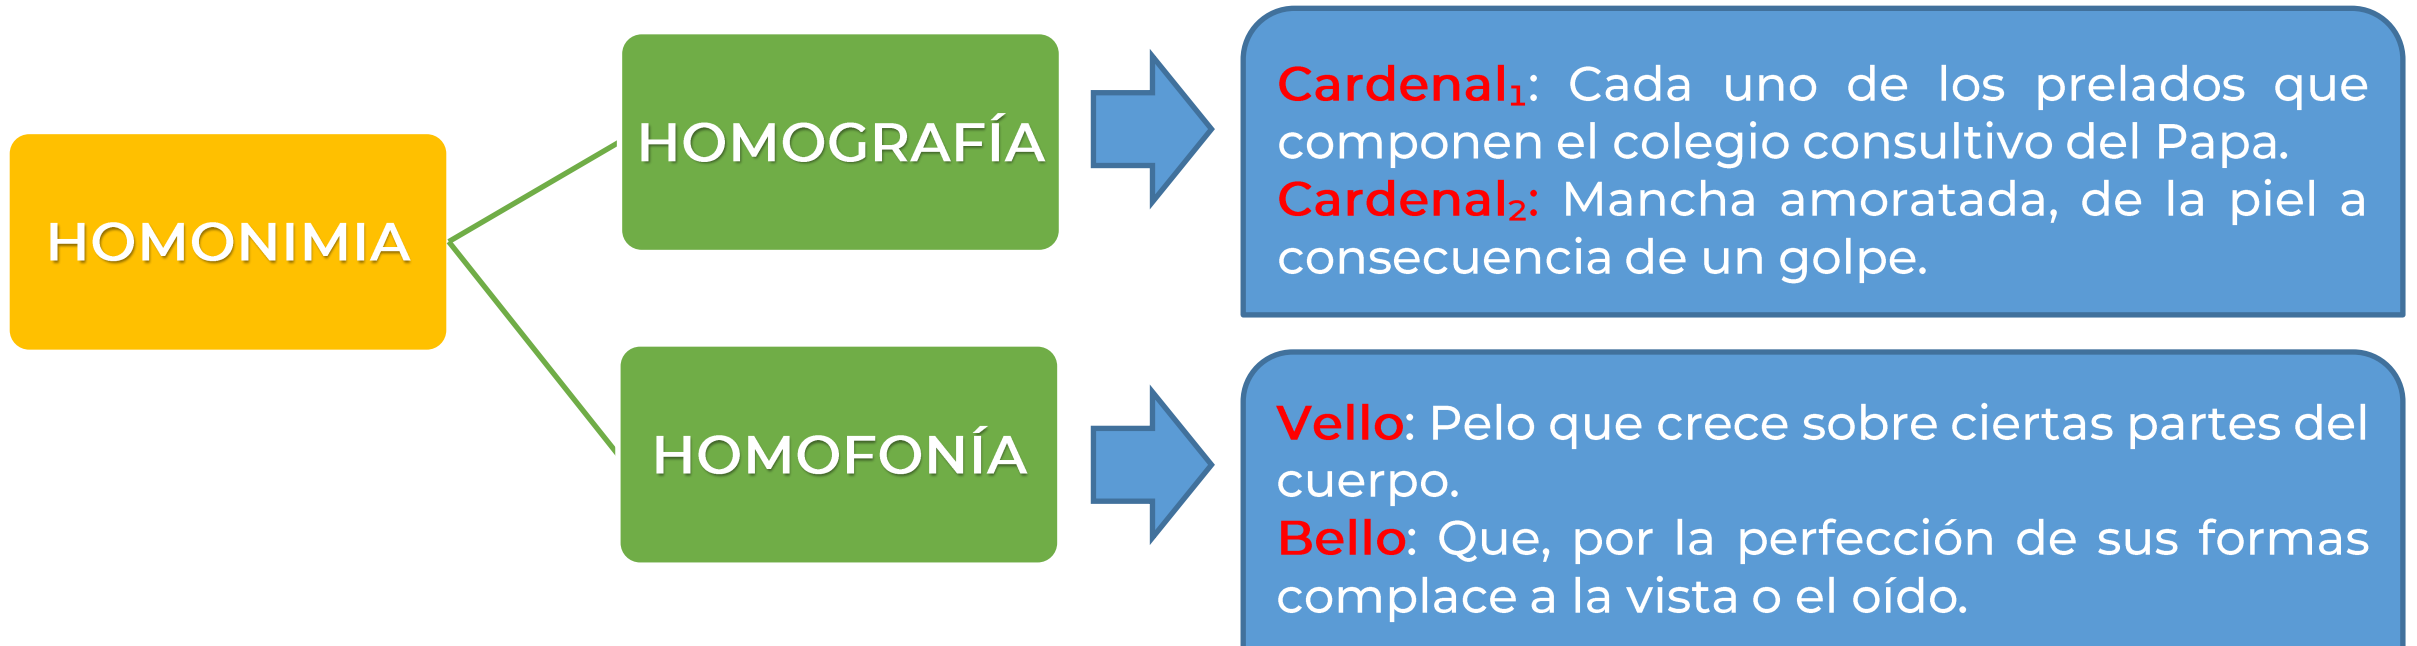 HOMONIMIA
HOMOGRAFÍA
Cardenal₁: Cada uno de los prelados que
componen el colegio consultivo del Papa.
Cardenal₂: Mancha amoratada, de la piel a
consecuencia de un golpe.
HOMOFONÍA
Vello: Pelo que crece sobre ciertas partes del
cuerpo.
Bello: Que, por la perfección de sus formas
complace a la vista o el oído.